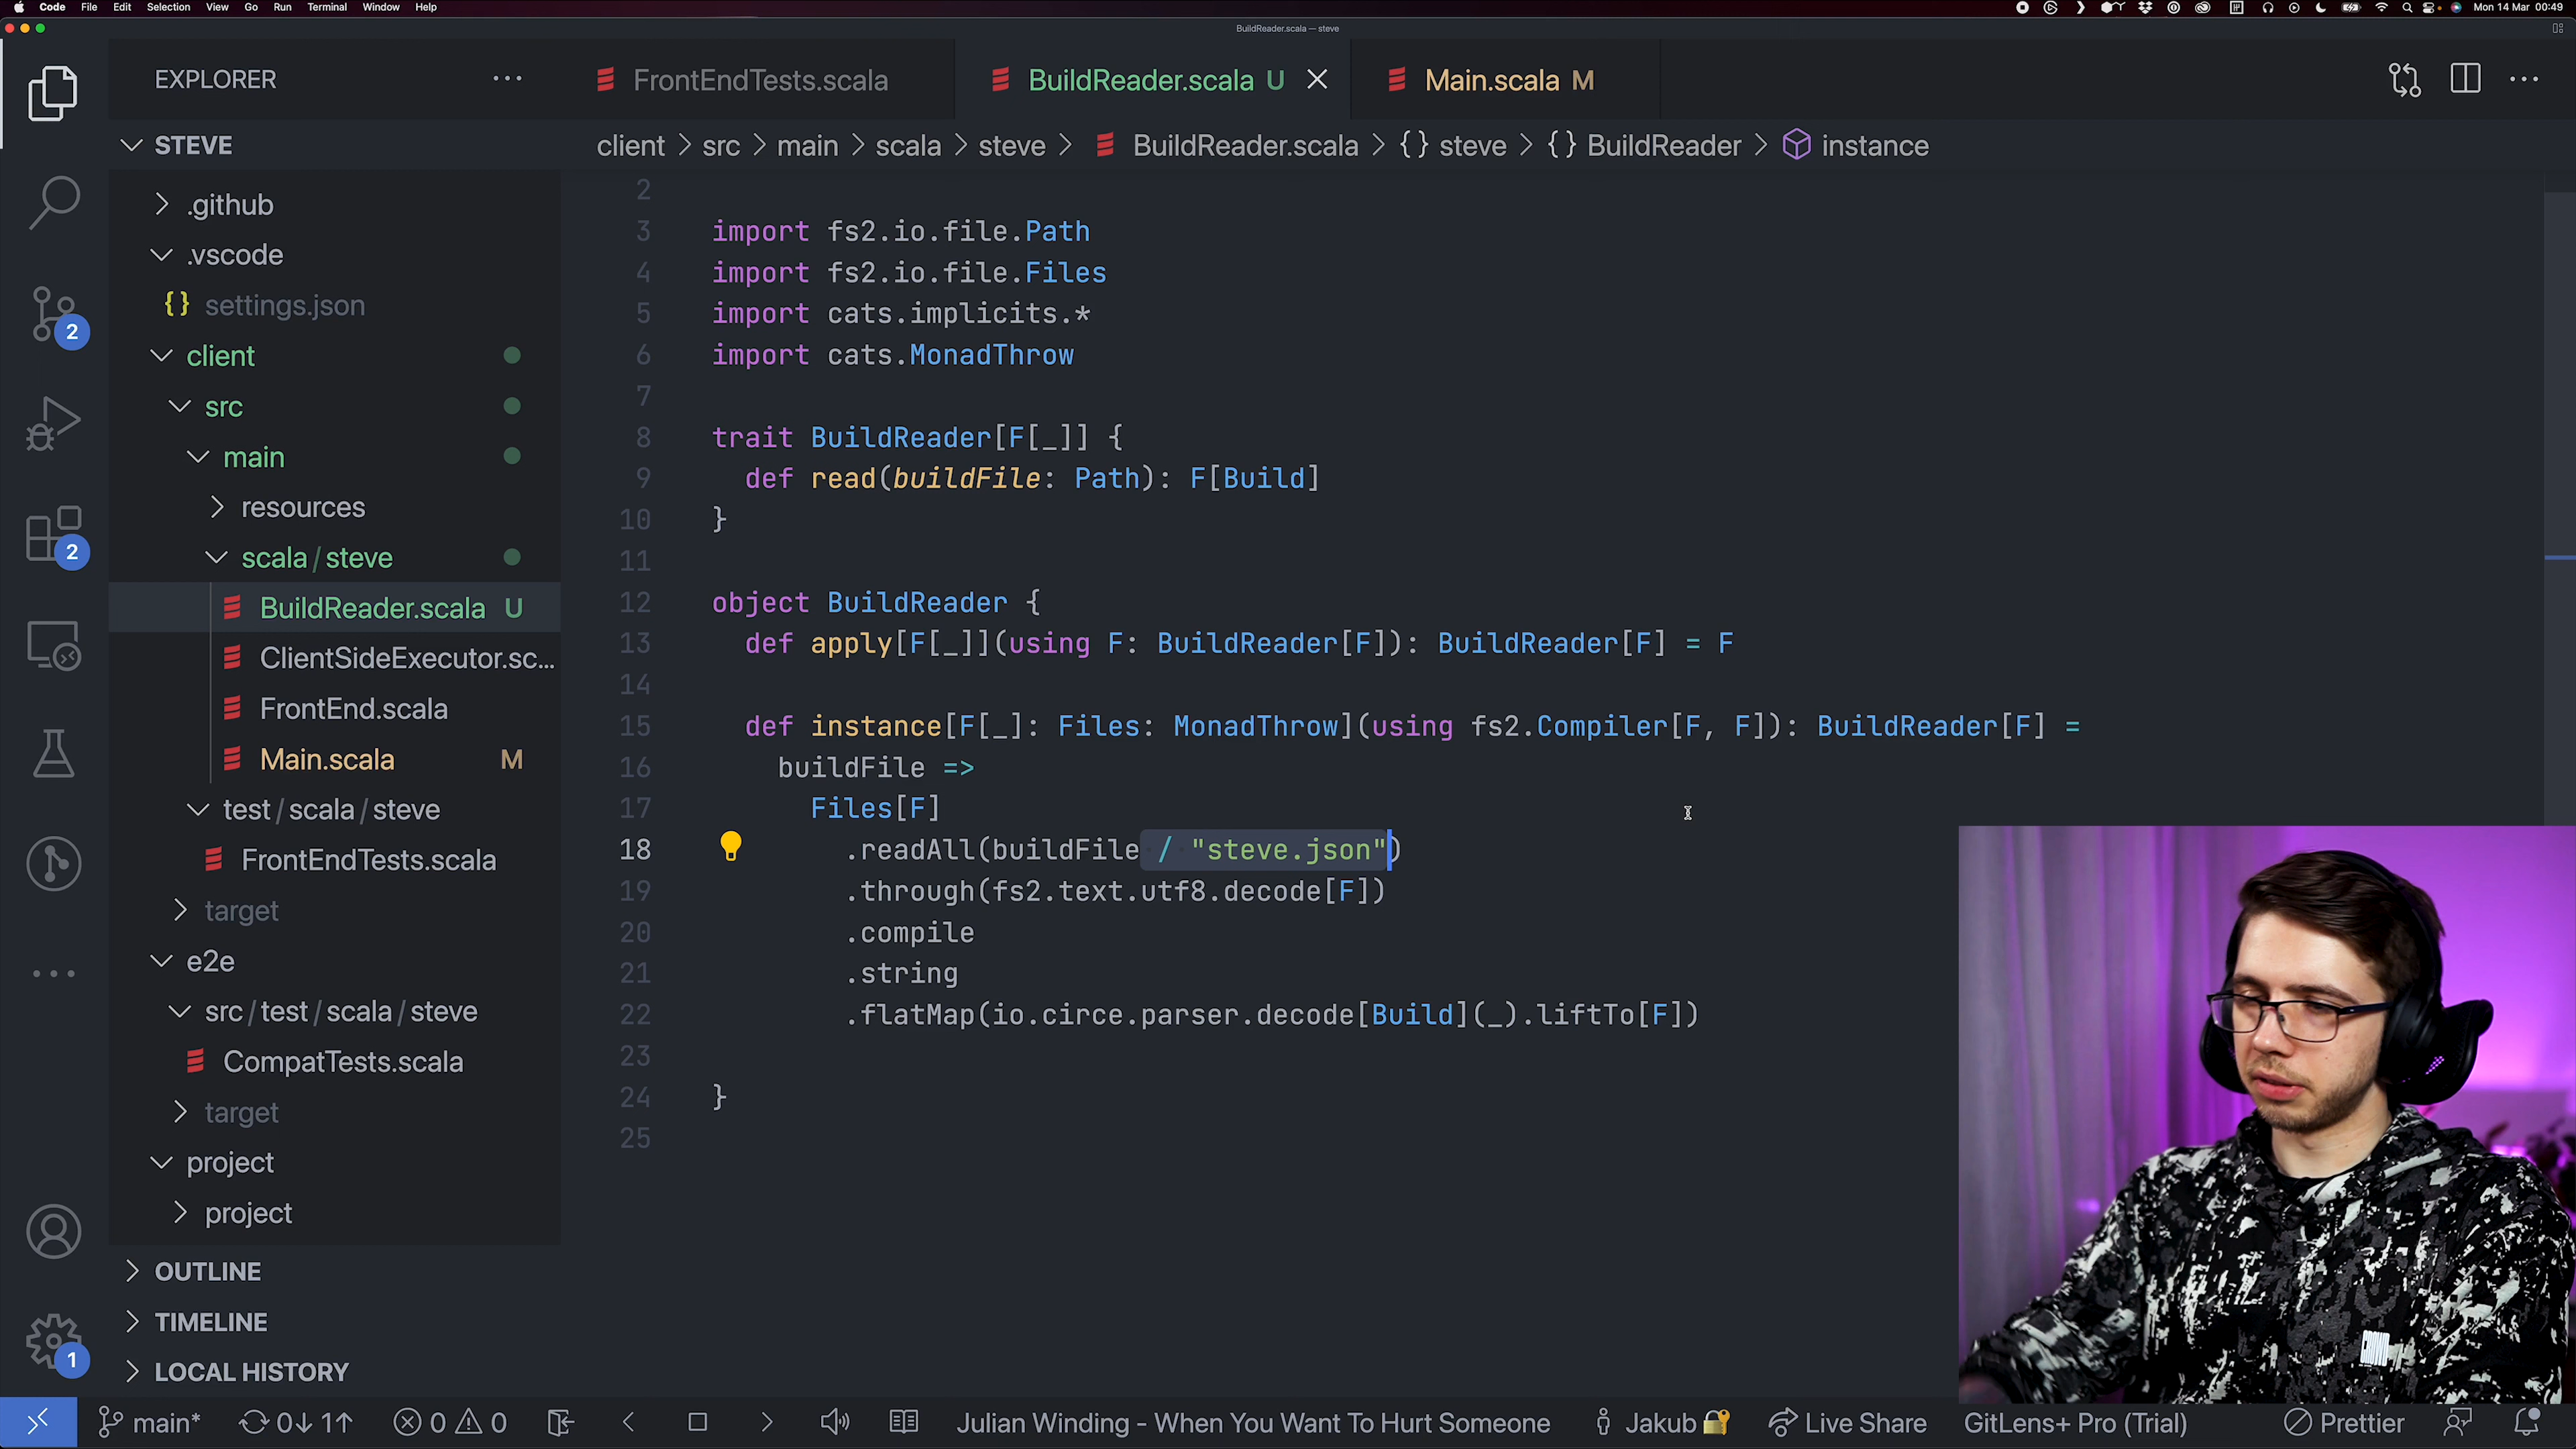 Code File Edit Selection View Go Run Terminal Window Help
Mon 14 Mar 00:49
BuildReader.scala — steve
EXPLORER
FrontEndTests.scala
BuildReader.scala U
Main.scala M
STEVE
client > src > main > scala > steve > BuildReader.scala > {} steve > {} BuildReader > instance
.github
.vscode
{} settings.json
client
src
main
resources
scala / steve
BuildReader.scala U
ClientSideExecutor.sc...
FrontEnd.scala
Main.scala M
test / scala / steve
FrontEndTests.scala
target
e2e
src / test / scala / steve
CompatTests.scala
target
project
project
OUTLINE
TIMELINE
LOCAL HISTORY
2
2
1
2
3 import fs2.io.file.Path
4 import fs2.io.file.Files
5 import cats.implicits.*
6 import cats.MonadThrow
7
8 trait BuildReader[F[_]] {
9 def read(buildFile: Path): F[Build]
10 }
11
12 object BuildReader {
13 def apply[F[_]](using F: BuildReader[F]): BuildReader[F] = F
14
15 def instance[F[_]: Files: MonadThrow](using fs2.Compiler[F, F]): BuildReader[F] =
16 buildFile =>
17 Files[F]
18 .readAll(buildFile / "steve.json")
19 .through(fs2.text.utf8.decode[F])
20 .compile
21 .string
22 .flatMap(io.circe.parser.decode[Build](_).liftTo[F])
23
24 }
25
main* 0↓ 1↑ 0 0 Julian Winding - When You Want To Hurt Someone Jakub Live Share GitLens+ Pro (Trial) Prettier